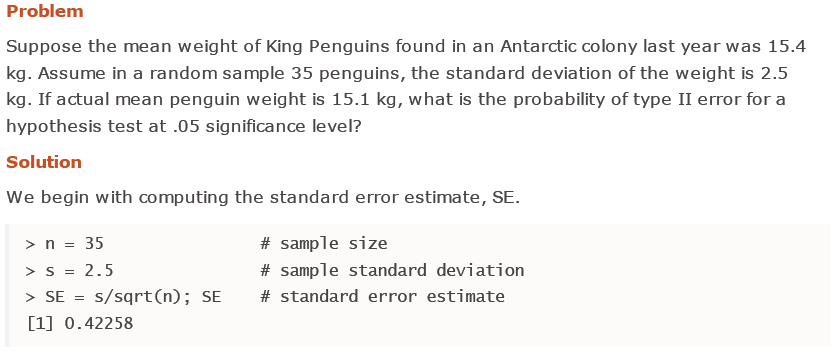 Problem
Suppose the mean weight of King Penguins found in an Antarctic colony last year was 15.4
kg. Assume in a random sample 35 penguins, the standard deviation of the weight is 2.5
kg. If actual mean penguin weight is 15.1 kg, what is the probability of type II error for a
hypothesis test at .05 significance level?
Solution
We begin with computing the standard error estimate, SE.
> n = 35                # sample size
> s = 2.5               # sample standard deviation
> SE = s/sqrt(n); SE    # standard error estimate
[1] 0.42258